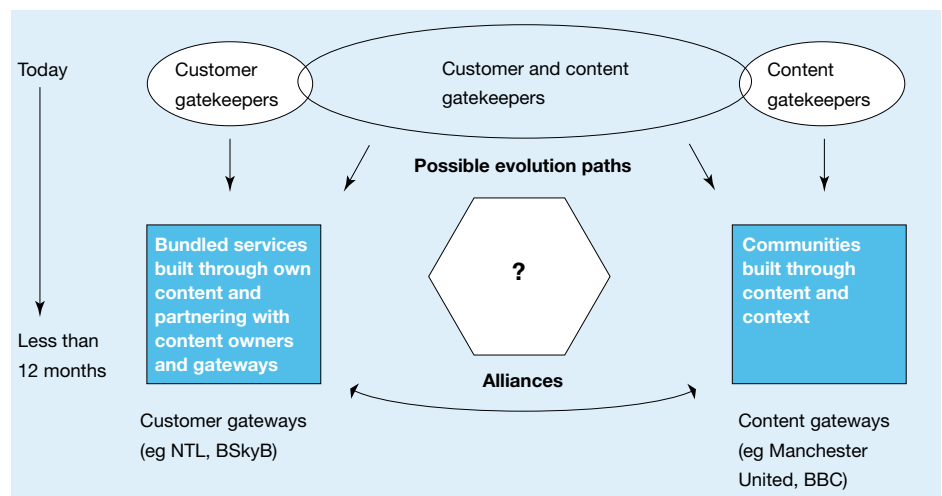 Today
Customer
gatekeepers
Customer and content
gatekeepers
Content
gatekeepers
Possible evolution paths
Bundled services
built through own
content and
partnering with
content owners
and gateways
?
Communities
built through
content and
context
Less than
12 months
Alliances
Customer gateways
(eg NTL, BSkyB)
Content gateways
(eg Manchester
United, BBC)